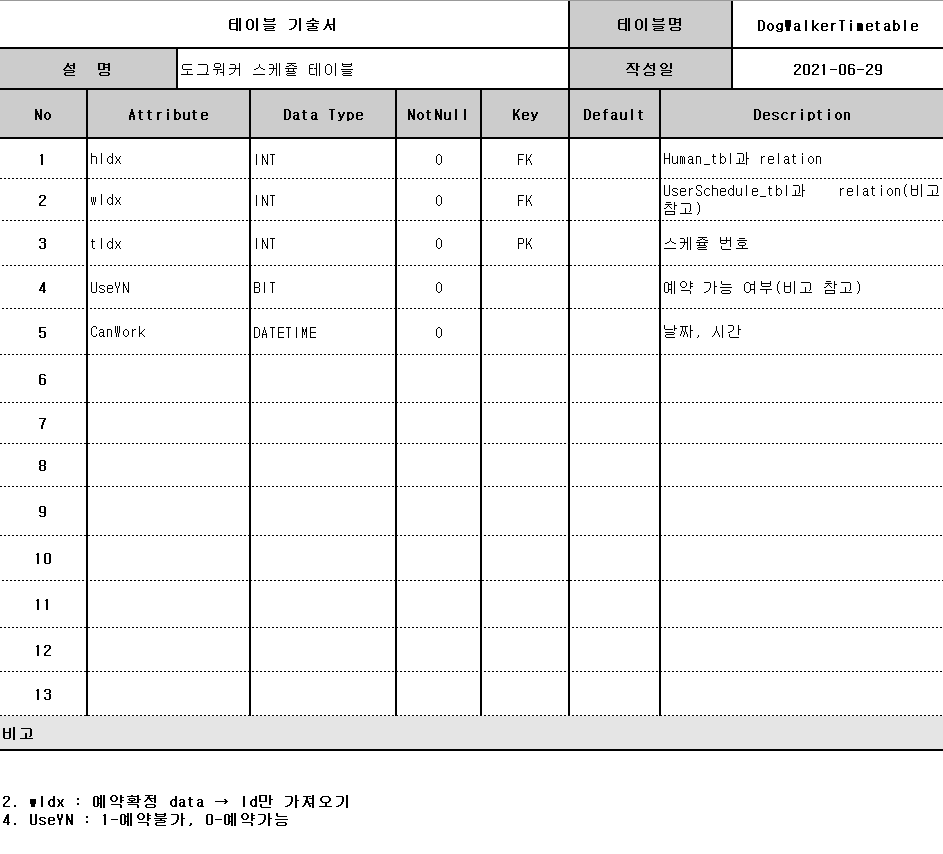 테이블 기술서 테이블명 DogWalkerTimetable
설 명 도그워커 스케쥴 테이블 작성일 2021-06-29
No Attribute Data Type NotNull Key Default Description
1 hIdx INT O FK Human_tbl과 relation
2 wIdx INT O FK UserSchedule_tbl과 relation(비고
참고)
3 tIdx INT O PK 스케쥴 번호
4 UseYN BIT O 예약 가능 여부(비고 참고)
5 CanWork DATETIME O 날짜, 시간
6
7
8
9
10
11
12
13
비고
2. wIdx : 예약확정 data → Id만 가져오기
4. UseYN : 1-예약불가, 0-예약가능